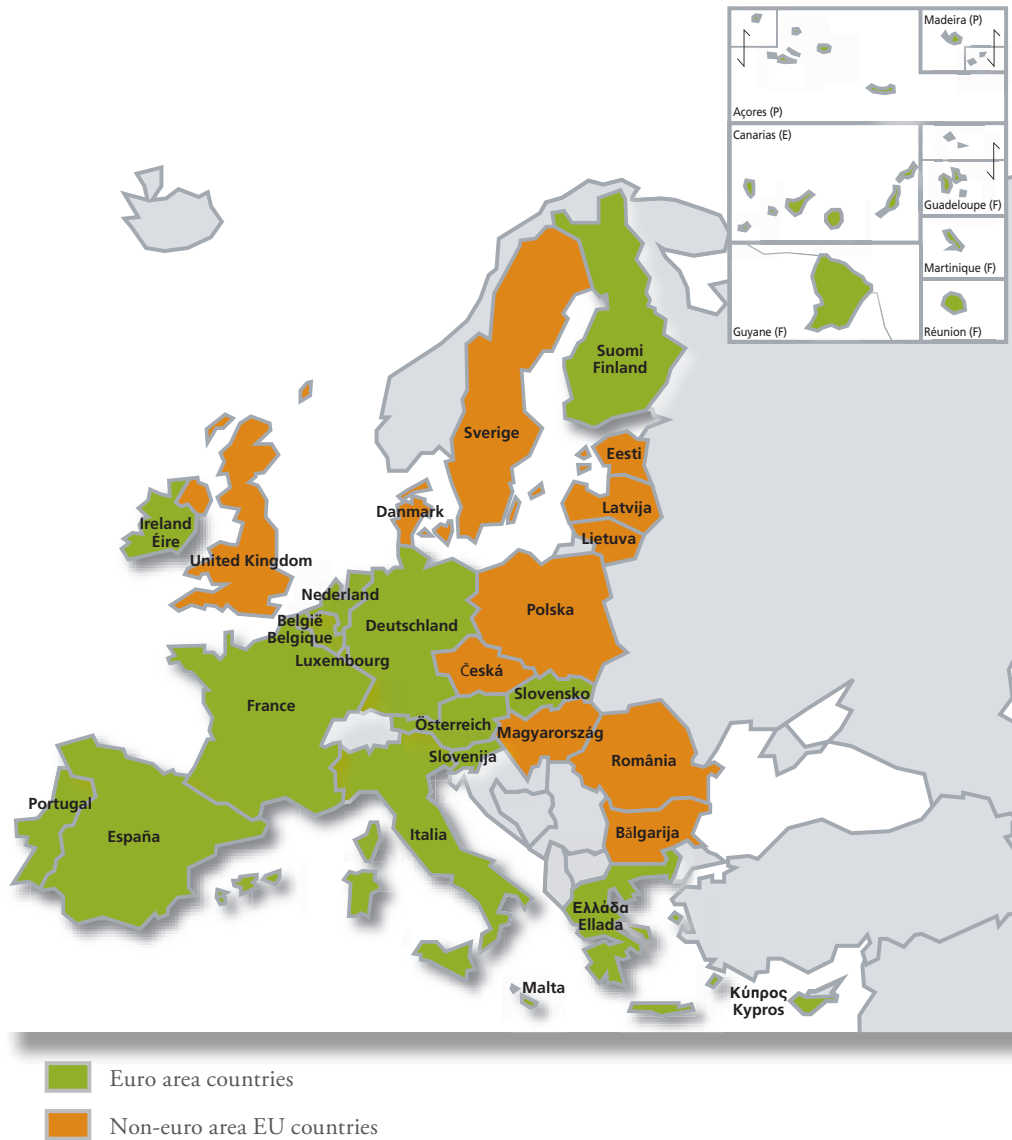 Madeira (P)
Açores (P)
Canarias (E)
Guadeloupe (F)
Martinique (F)
Guyane (F)
Réunion (F)
Suomi
Finland
Sverige
Eesti
Danmark
Latvija
Ireland
Éire
Lietuva
United Kingdom
Nederland
Polska
België
Belgique
Deutschland
Luxembourg
Česká
Slovensko
France
Österreich
Magyarország
Slovenija
România
Portugal
España
Italia
Bălgarija
Ελλάδα
Ellada
Malta
Κύπρος
Kypros
Euro area countries
Non-euro area EU countries